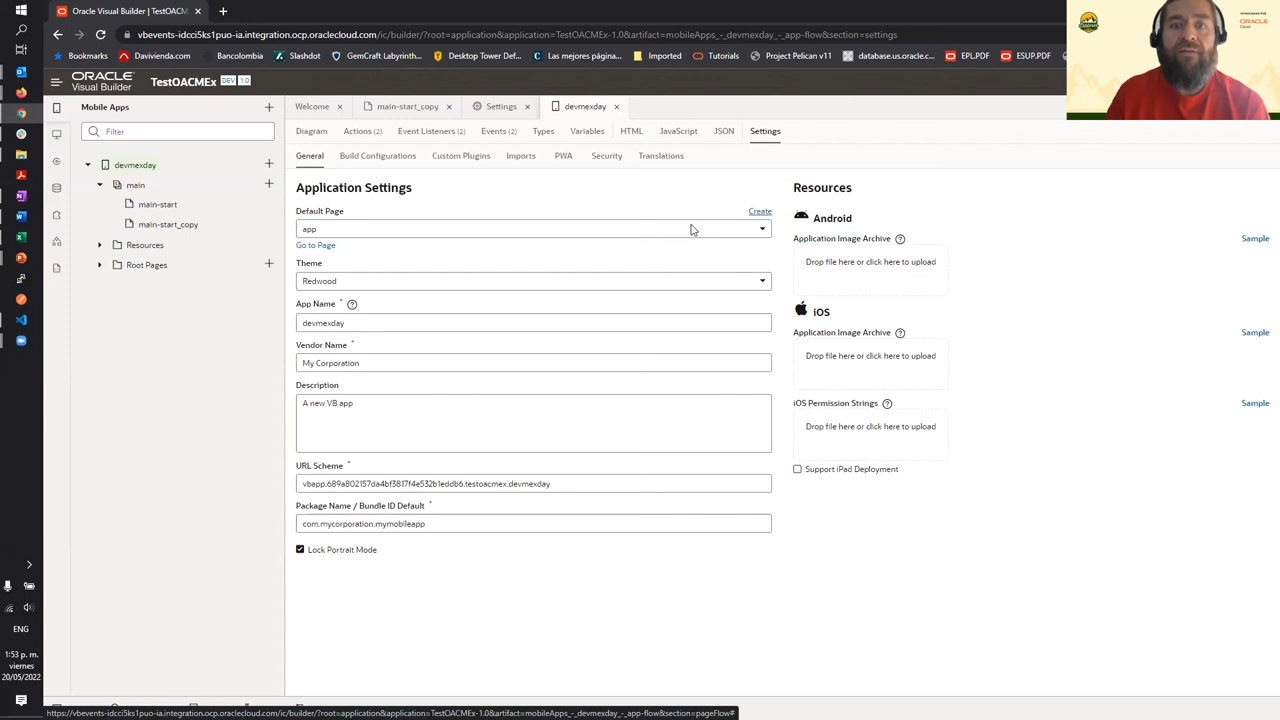 Oracle Visual Builder | TestOAC
vbevents-idcci5ks1puo-ia.integration.ocp.oraclecloud.com/ic/builder/?root=application&application=TestOACMEx-1.0&artifact=mobileApps_-_devmexday_-_app-flow&section=settings
Bookmarks
Davivienda.com
Bancolombia
Slashdot
GemCraft Labyrinth...
Las mejores páginas...
Imported
Tutorials
Project Pelican v11
database.us.oracle...
EPL.PDF
ESUP.PDF
ORACLE
Visual Builder
TestOACMEx
DEV
1.0
Mobile Apps
Filter
devmexday
main
main-start
main-start_copy
Resources
Root Pages
Welcome
main-start_copy
Settings
devmexday
Diagram
Actions (2)
Event Listeners (2)
Events (2)
Types
Variables
HTML
JavaScript
JSON
Settings
General
Build Configurations
Custom Plugins
Imports
PWA
Security
Translations
Application Settings
Default Page
Create
app
Go to Page
Theme
Redwood
App Name *
devmexday
Vendor Name *
My Corporation
Description
A new VB app
URL Scheme *
vbapp.689a802157da4bf3817f4e532b1eddb6.testoacmex.devmexday
Package Name / Bundle ID Default *
com.mycorporation.mymobileapp
Lock Portrait Mode
Resources
Android
Application Image Archive
Sample
Drop file here or click here to upload
iOS
Application Image Archive
Sample
Drop file here or click here to upload
iOS Permission Strings
Sample
Drop file here or click here to upload
Support iPad Deployment
ENG
1:53 p. m.
viernes
20/05/2022
https://vbevents-idcci5ks1puo-ia.integration.ocp.oraclecloud.com/ic/builder/?root=application&application=TestOACMEx-1.0&artifact=mobileApps_-_devmexday_-_app-flow&section=pageFlow#
ORACLE
Cloud